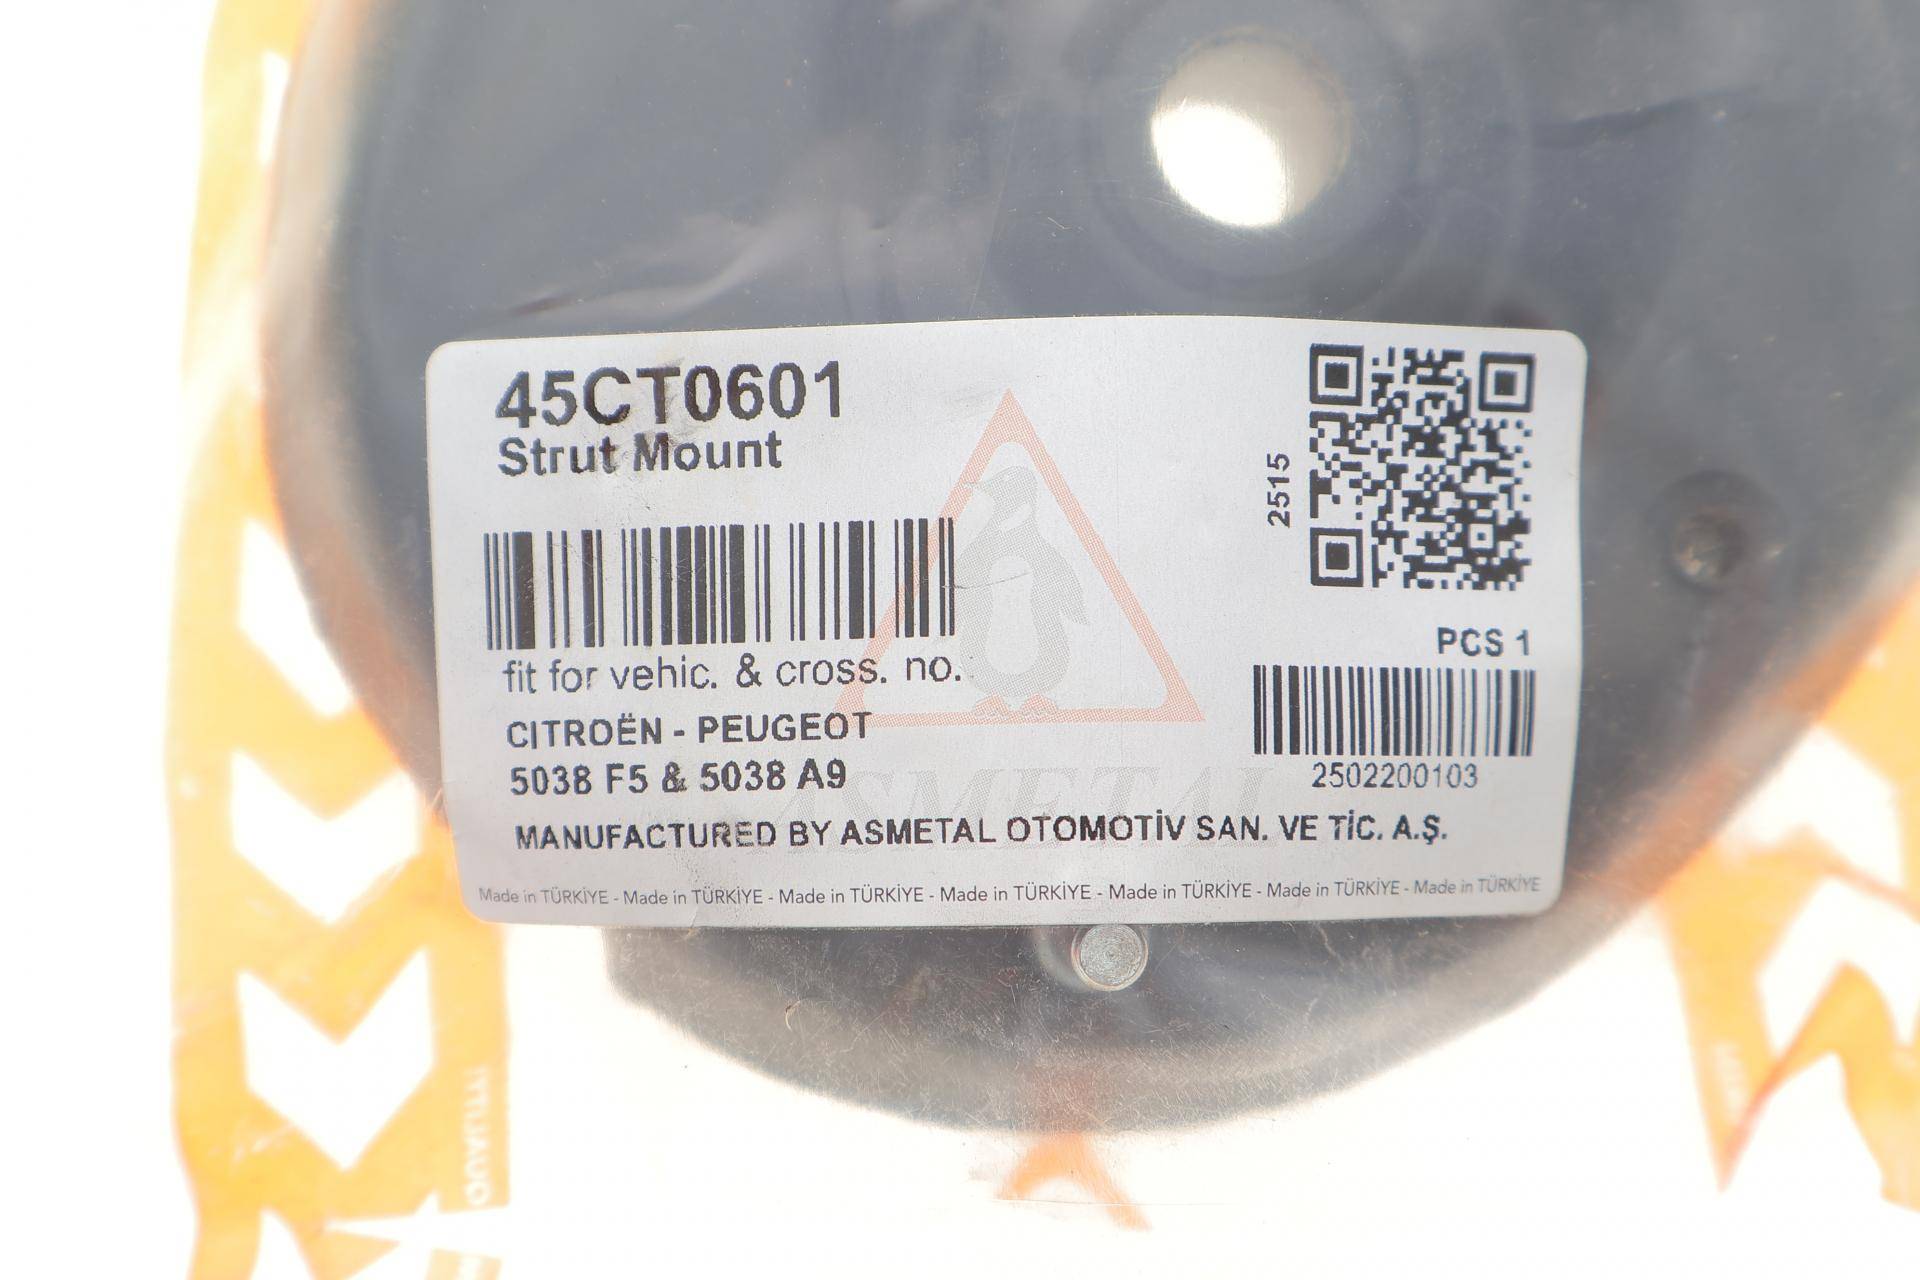 45CT0601
Strut Mount
2515
fit for vehic. & cross. no.
PCS 1
CITROËN - PEUGEOT
5038 F5 & 5038 A9
2502200103
ASMETAL
MANUFACTURED BY ASMETAL OTOMOTİV SAN. VE TİC. A.Ş.
Made in TÜRKİYE - Made in TÜRKİYE - Made in TÜRKİYE - Made in TÜRKİYE - Made in TÜRKİYE - Made in TÜRKİYE - Made in TÜRKİYE